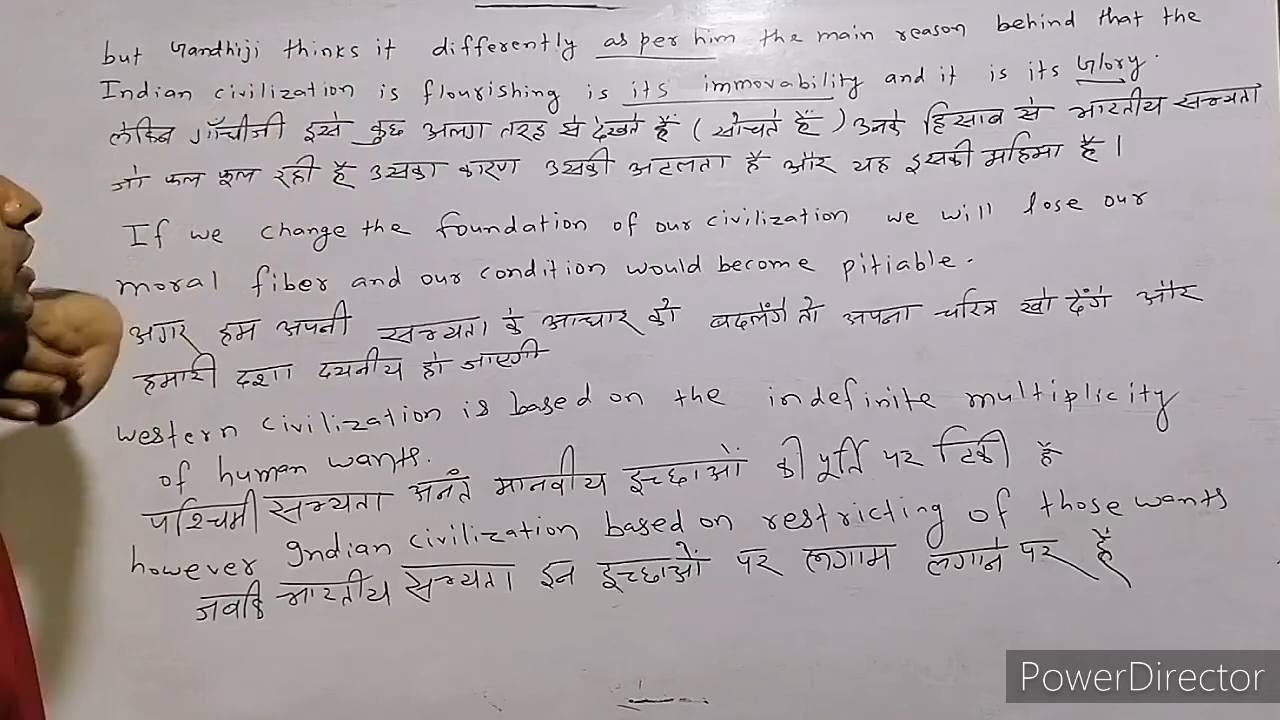 but Gandhiji thinks it differently as per him the main reason behind that the
Indian civilization is flourishing is its immovability and it is its Glory.
लेकिन गाँधीजी इसे कुछ अलग तरह से देखते हैं (सोचते हैं) उनके हिसाब से भारतीय सभ्यता
जो फल फूल रही है उसका कारण उसकी अटलता है और यह इसकी महिमा है।
If we change the foundation of our civilization we will lose our
moral fiber and our condition would become pitiable.
अगर हम अपनी सभ्यता के आधार को बदलेंगे तो अपना चरित्र खो देंगे और
हमारी दशा दयनीय हो जाएगी
western civilization is based on the indefinite multiplicity
of human wants.
पश्चिमी सभ्यता अनंत मानवीय इच्छाओं की पूर्ति पर टिकी है
however Indian civilization based on restricting of those wants
जबकि भारतीय सभ्यता इन इच्छाओं पर लगाम लगाने पर है
PowerDirector